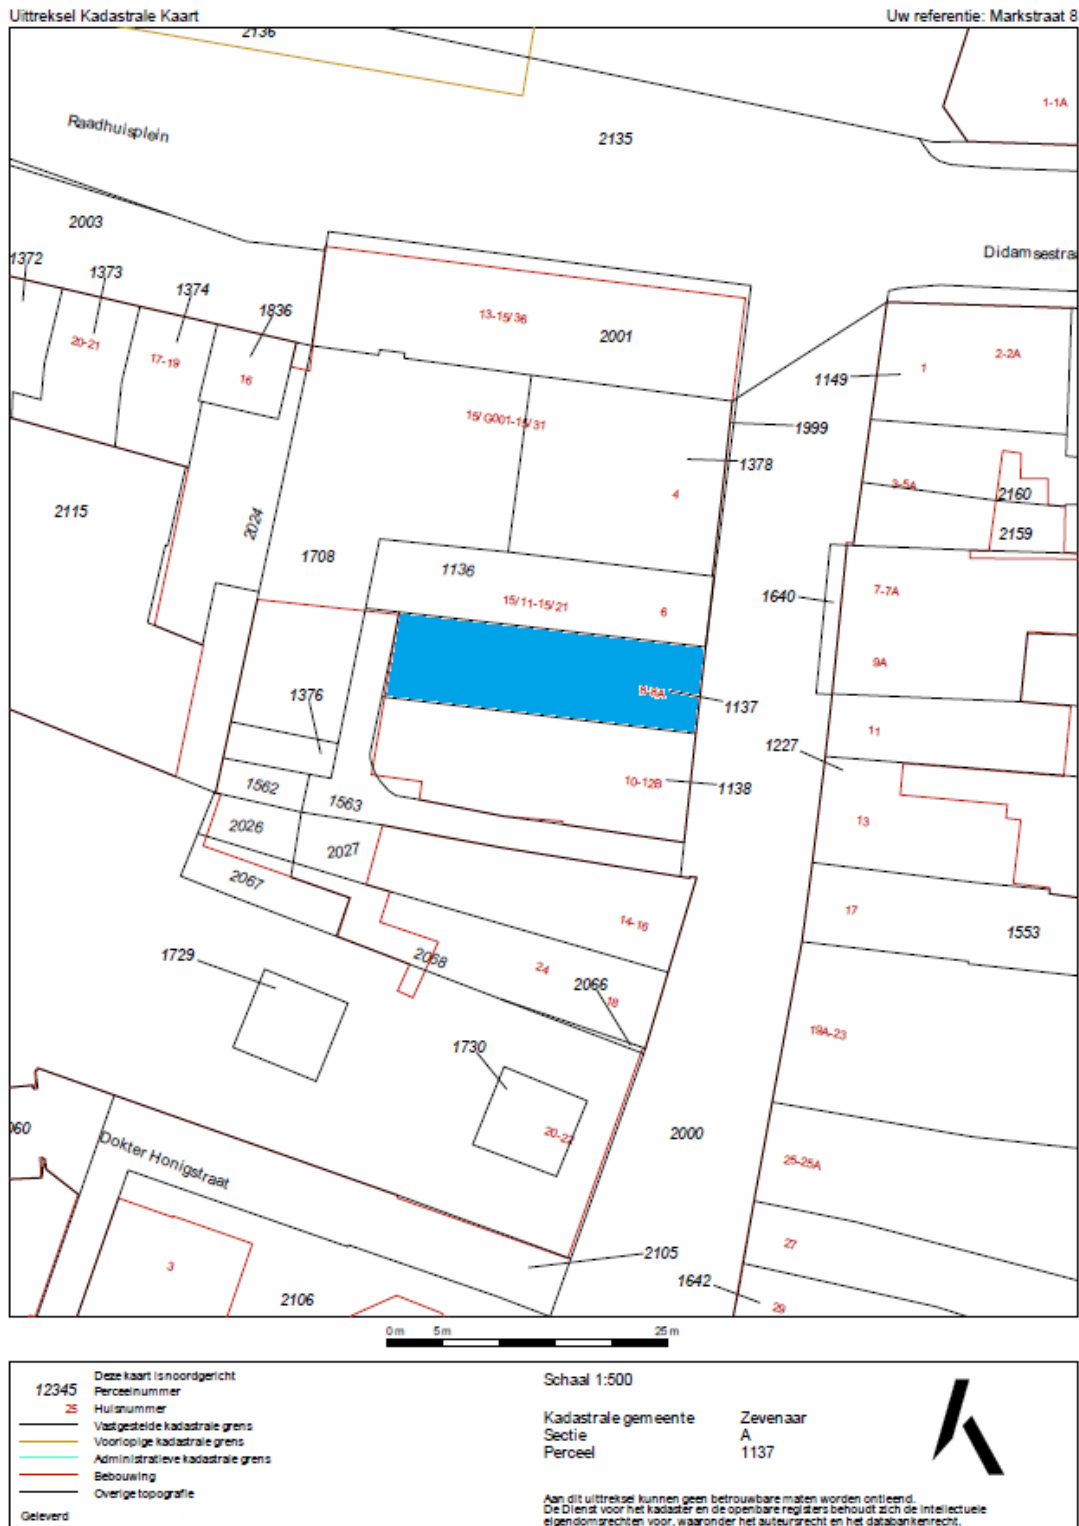 Uittreksel Kadastrale Kaart
Uw referentie: Markstraat 8
2136
1-1A
Raadhuisplein
2135
2003
Didamsestra
1372
1373
1374
1836
13-15/36
2001
20-21
17-19
16
1149
1
2-2A
15/G001-15/31
1999
1378
4
3-5A
2160
2115
2024
2159
1708
1136
1640
7-7A
15/11-15/21
6
9A
8-8A
1376
1137
11
1227
1562
10-12B
1138
1563
2026
13
2027
2067
17
14-16
1553
1729
2068
24
2066
18
19A-23
1730
060
20-22
2000
Dokter Honigstraat
25-25A
27
2105
3
1642
2106
29
0 m 5 m 25 m
Deze kaart is noordgericht
12345 Perceelnummer
25 Huisnummer
Vastgestelde kadastrale grens
Voorlopige kadastrale grens
Administratieve kadastrale grens
Bebouwing
Overige topografie
Geleverd
Schaal 1:500
Kadastrale gemeente Zevenaar
Sectie A
Perceel 1137
Aan dit uittreksel kunnen geen betrouwbare maten worden ontleend.
De Dienst voor het kadaster en de openbare registers behoudt zich de intellectuele
eigendomsrechten voor, waaronder het auteursrecht en het databankenrecht.